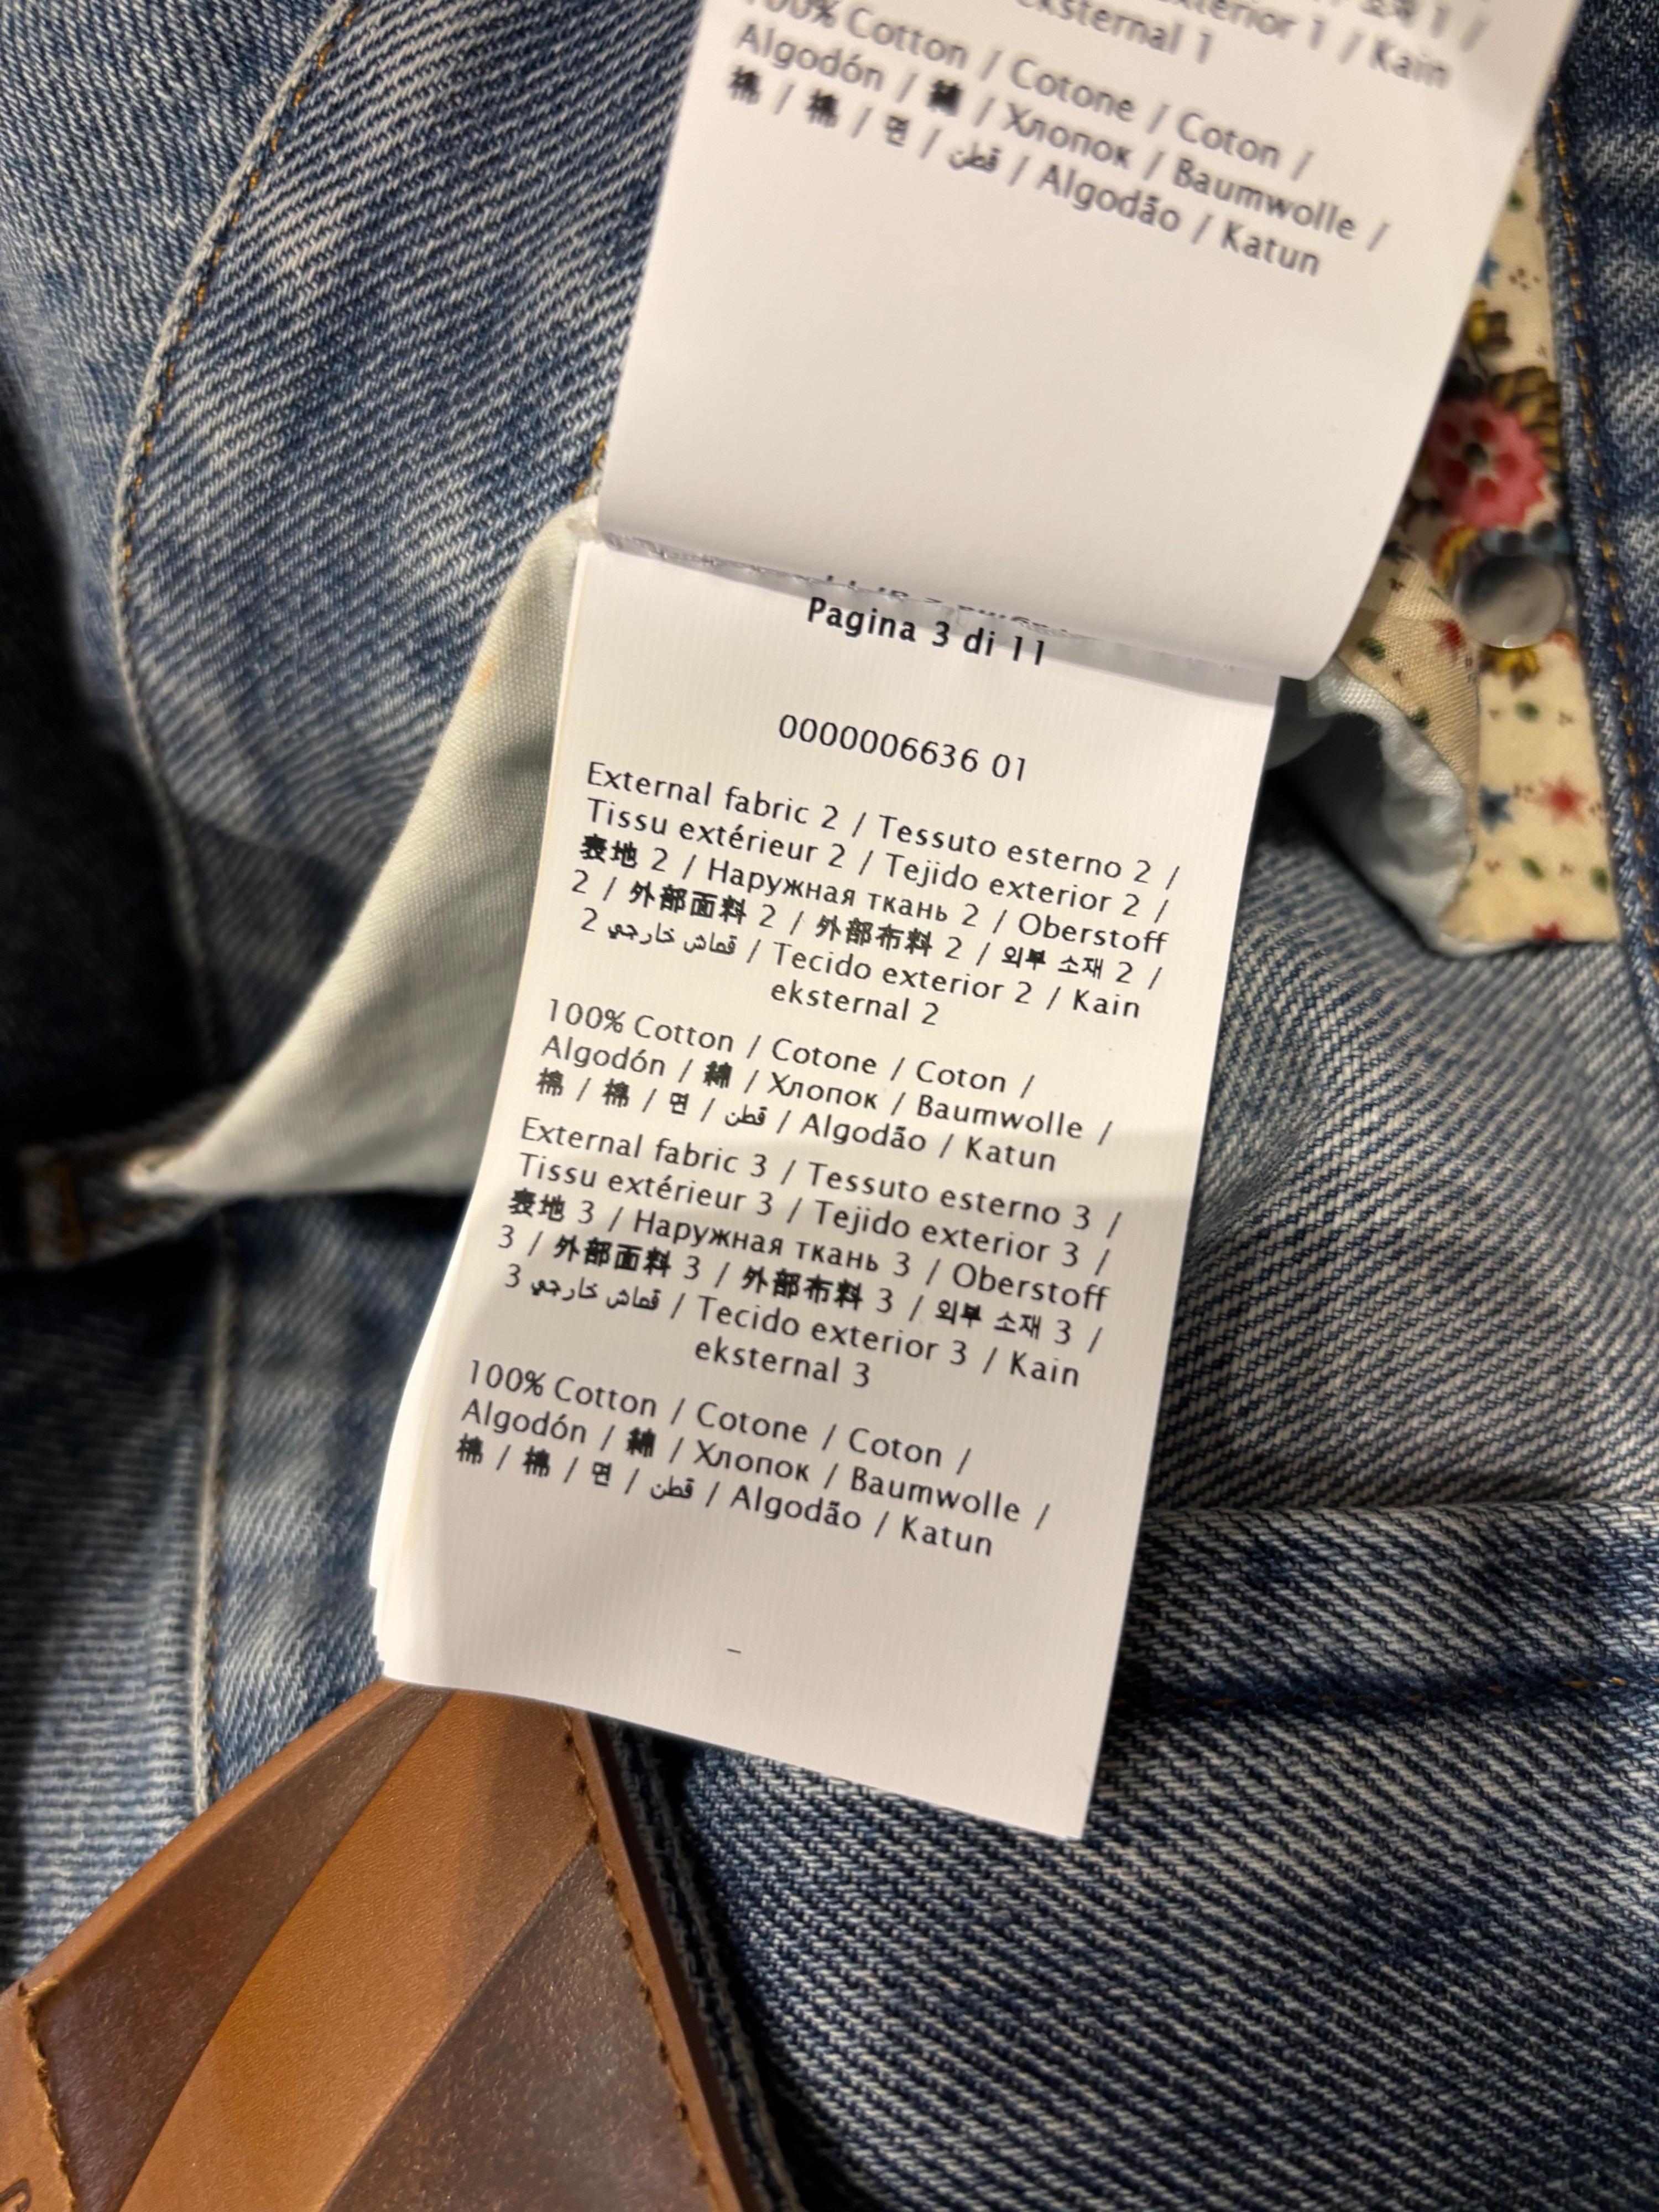 exterior 1 / Kain
eksternal 1
100% Cotton / Cotone / Coton /
Algodón / 綿 / Хлопок / Baumwolle /
棉 / 棉 / 면 / قطن / Algodão / Katun
Pagina 3 di 11
0000006636 01
External fabric 2 / Tessuto esterno 2 /
Tissu extérieur 2 / Tejido exterior 2 /
表地 2 / Наружная ткань 2 / Oberstoff
2 / 外部面料 2 / 外部布料 2 / 외부 소재 2 /
قماش خارجي 2 / Tecido exterior 2 / Kain
eksternal 2
100% Cotton / Cotone / Coton /
Algodón / 綿 / Хлопок / Baumwolle /
棉 / 棉 / 면 / قطن / Algodão / Katun
External fabric 3 / Tessuto esterno 3 /
Tissu extérieur 3 / Tejido exterior 3 /
表地 3 / Наружная ткань 3 / Oberstoff
3 / 外部面料 3 / 外部布料 3 / 외부 소재 3 /
قماش خارجي 3 / Tecido exterior 3 / Kain
eksternal 3
100% Cotton / Cotone / Coton /
Algodón / 綿 / Хлопок / Baumwolle /
棉 / 棉 / 면 / قطن / Algodão / Katun